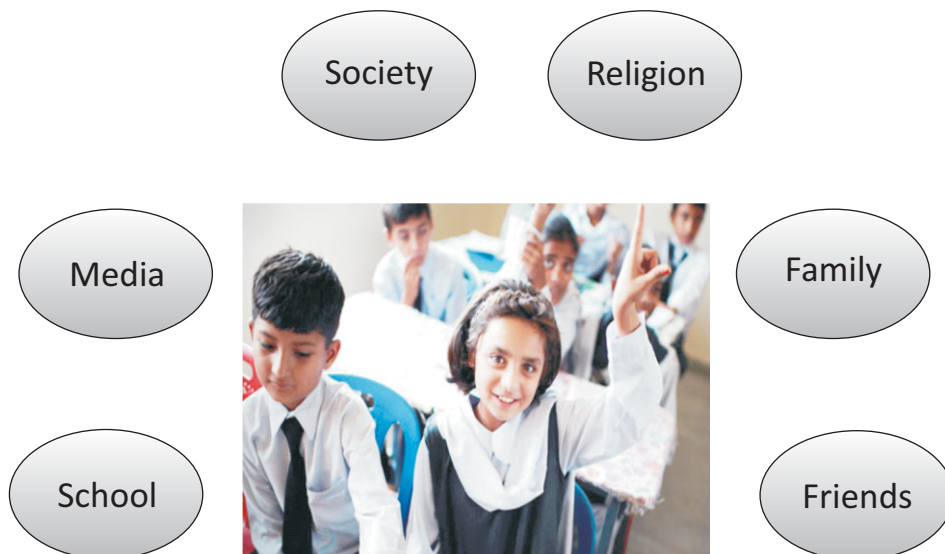 Society
Religion
Media
Family
School
Friends